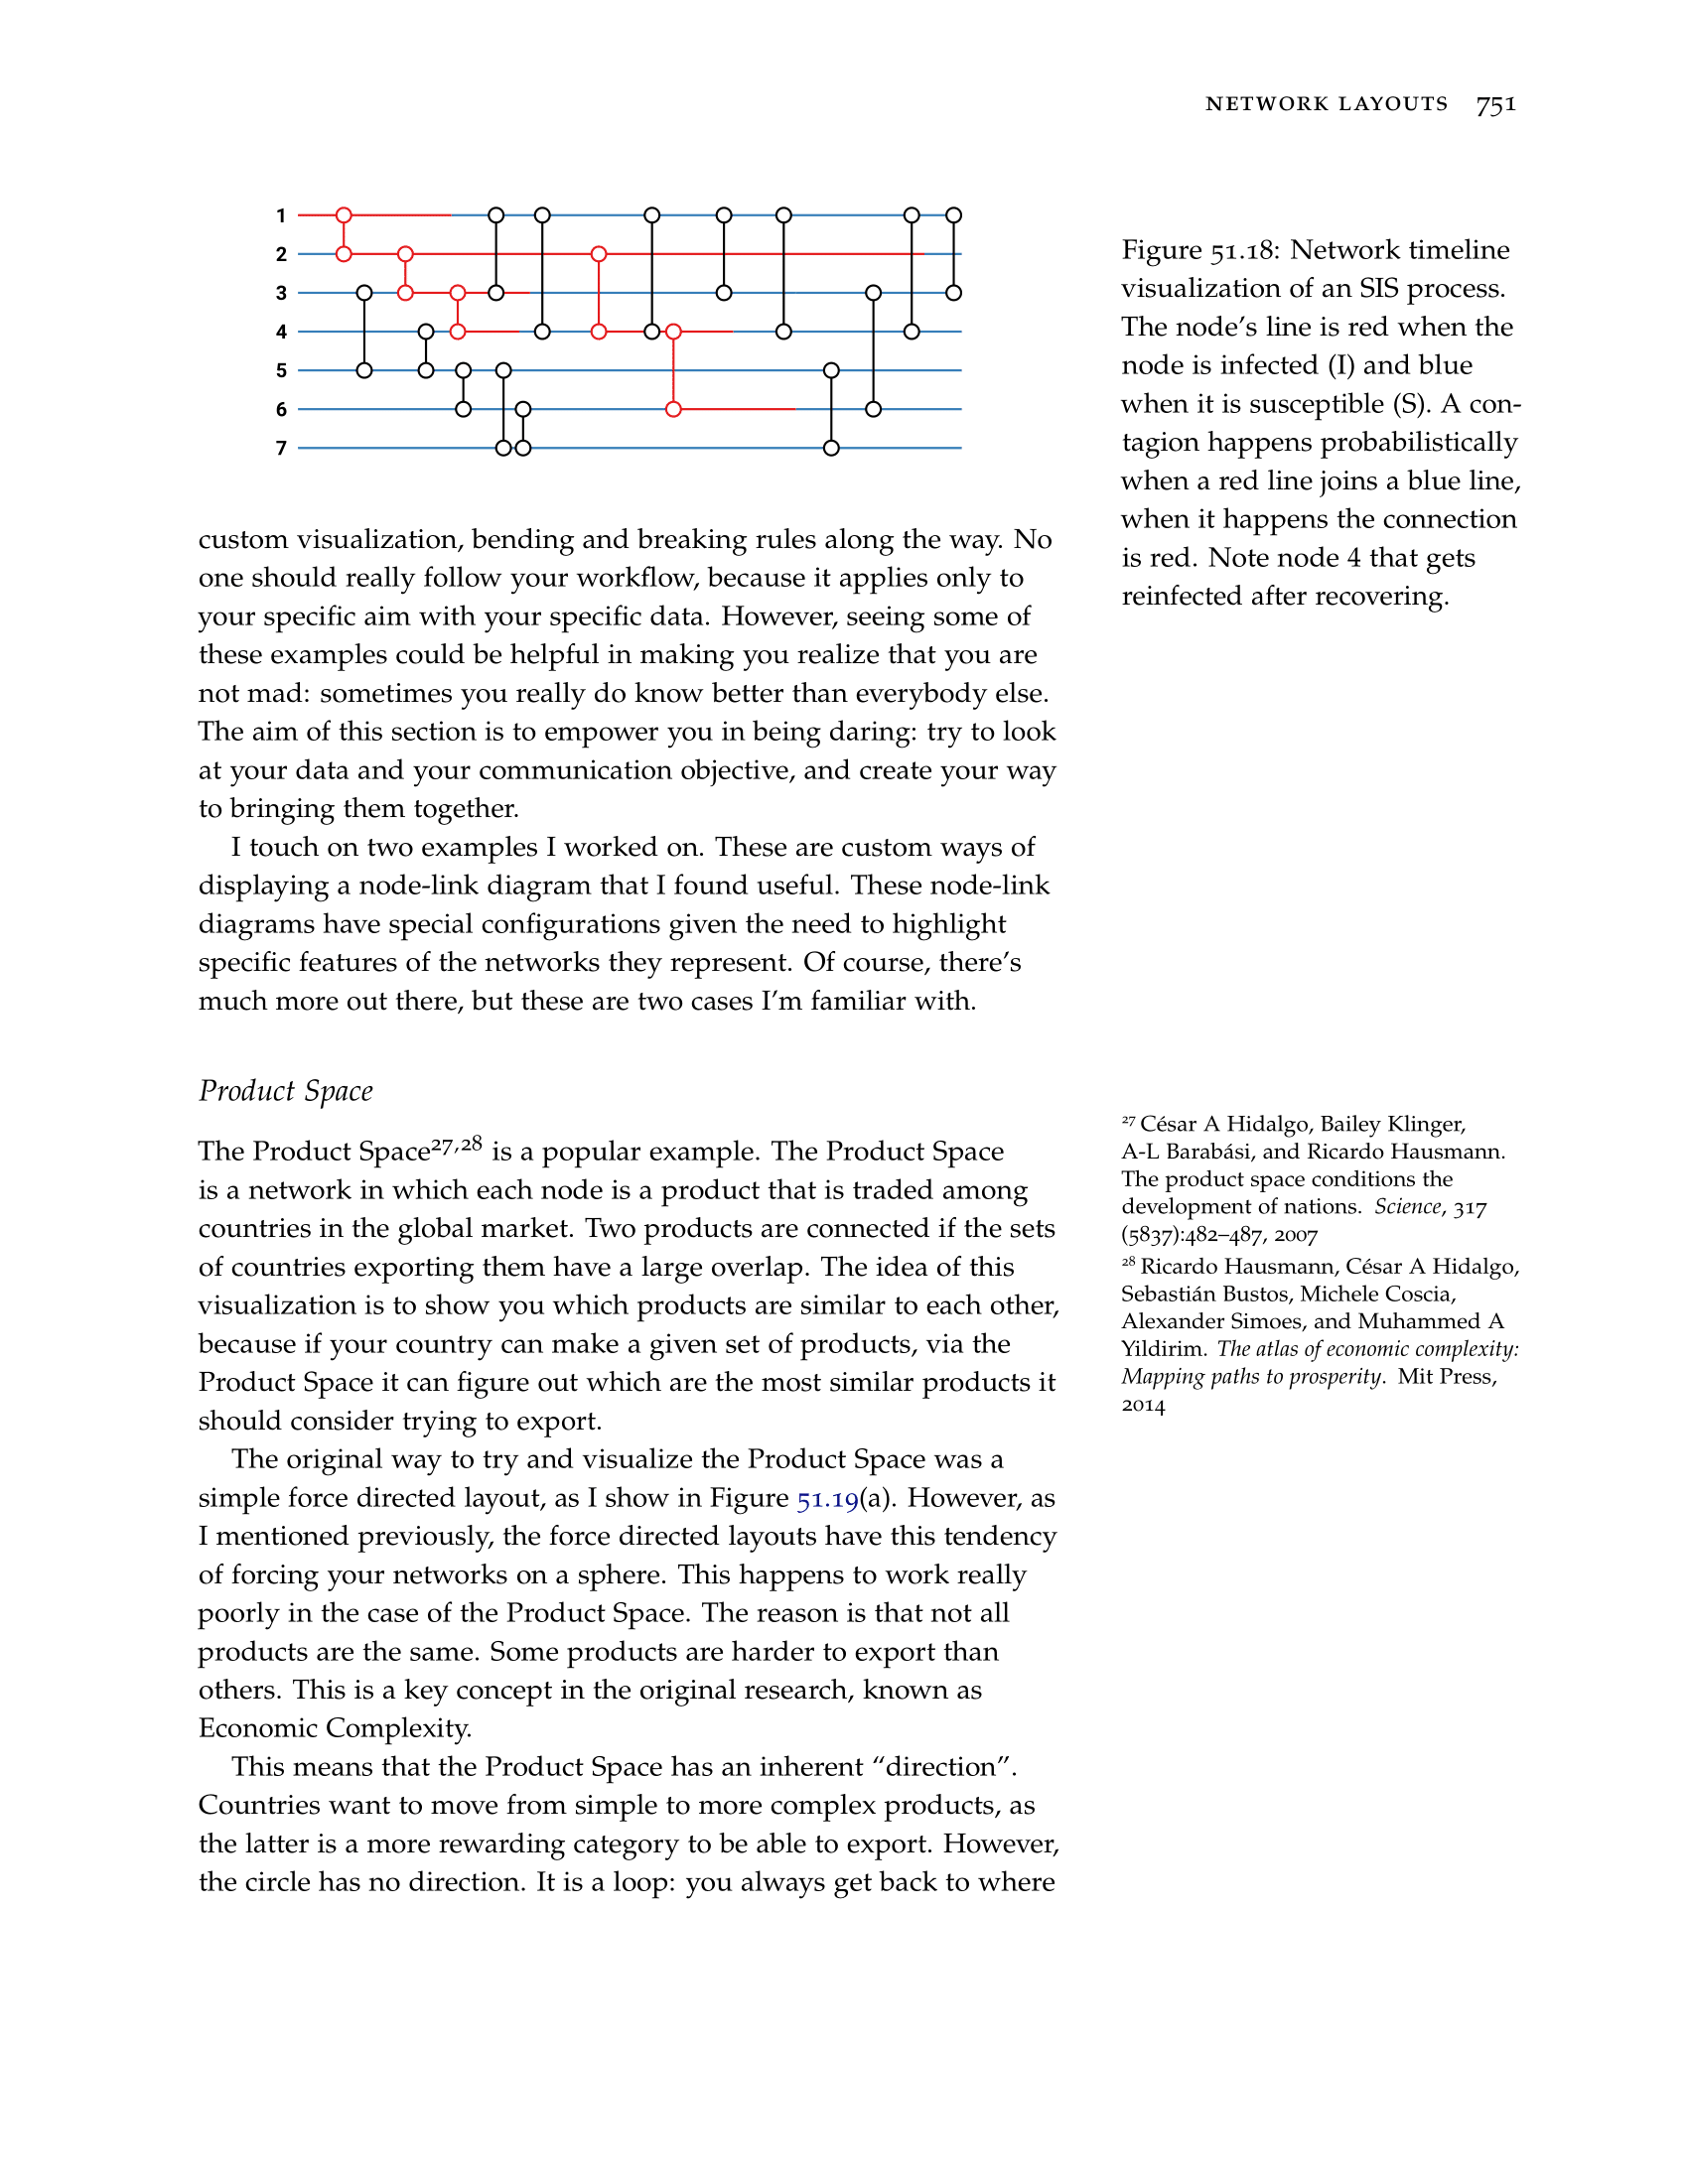 NETWORK LAYOUTS 751
1
2
3
4
5
6
7
Figure 51.18: Network timeline
visualization of an SIS process.
The node's line is red when the
node is infected (I) and blue
when it is susceptible (S). A con-
tagion happens probabilistically
when a red line joins a blue line,
when it happens the connection
is red. Note node 4 that gets
reinfected after recovering.
custom visualization, bending and breaking rules along the way. No
one should really follow your workflow, because it applies only to
your specific aim with your specific data. However, seeing some of
these examples could be helpful in making you realize that you are
not mad: sometimes you really do know better than everybody else.
The aim of this section is to empower you in being daring: try to look
at your data and your communication objective, and create your way
to bringing them together.
I touch on two examples I worked on. These are custom ways of
displaying a node-link diagram that I found useful. These node-link
diagrams have special configurations given the need to highlight
specific features of the networks they represent. Of course, there's
much more out there, but these are two cases I'm familiar with.
Product Space
The Product Space27,28 is a popular example. The Product Space
is a network in which each node is a product that is traded among
countries in the global market. Two products are connected if the sets
of countries exporting them have a large overlap. The idea of this
visualization is to show you which products are similar to each other,
because if your country can make a given set of products, via the
Product Space it can figure out which are the most similar products it
should consider trying to export.
The original way to try and visualize the Product Space was a
simple force directed layout, as I show in Figure 51.19(a). However, as
I mentioned previously, the force directed layouts have this tendency
of forcing your networks on a sphere. This happens to work really
poorly in the case of the Product Space. The reason is that not all
products are the same. Some products are harder to export than
others. This is a key concept in the original research, known as
Economic Complexity.
This means that the Product Space has an inherent “direction”.
Countries want to move from simple to more complex products, as
the latter is a more rewarding category to be able to export. However,
the circle has no direction. It is a loop: you always get back to where
27 César A Hidalgo, Bailey Klinger,
A-L Barabási, and Ricardo Hausmann.
The product space conditions the
development of nations. Science, 317
(5837):482–487, 2007
28 Ricardo Hausmann, César A Hidalgo,
Sebastián Bustos, Michele Coscia,
Alexander Simoes, and Muhammed A
Yildirim. The atlas of economic complexity:
Mapping paths to prosperity. Mit Press,
2014